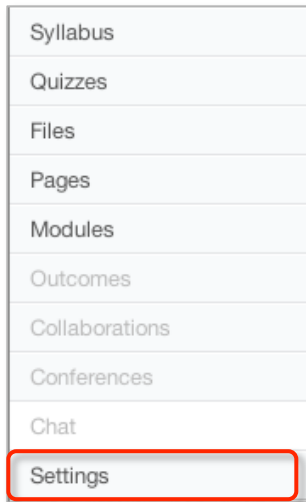 Syllabus
Quizzes
Files
Pages
Modules
Outcomes
Collaborations
Conferences
Chat
Settings